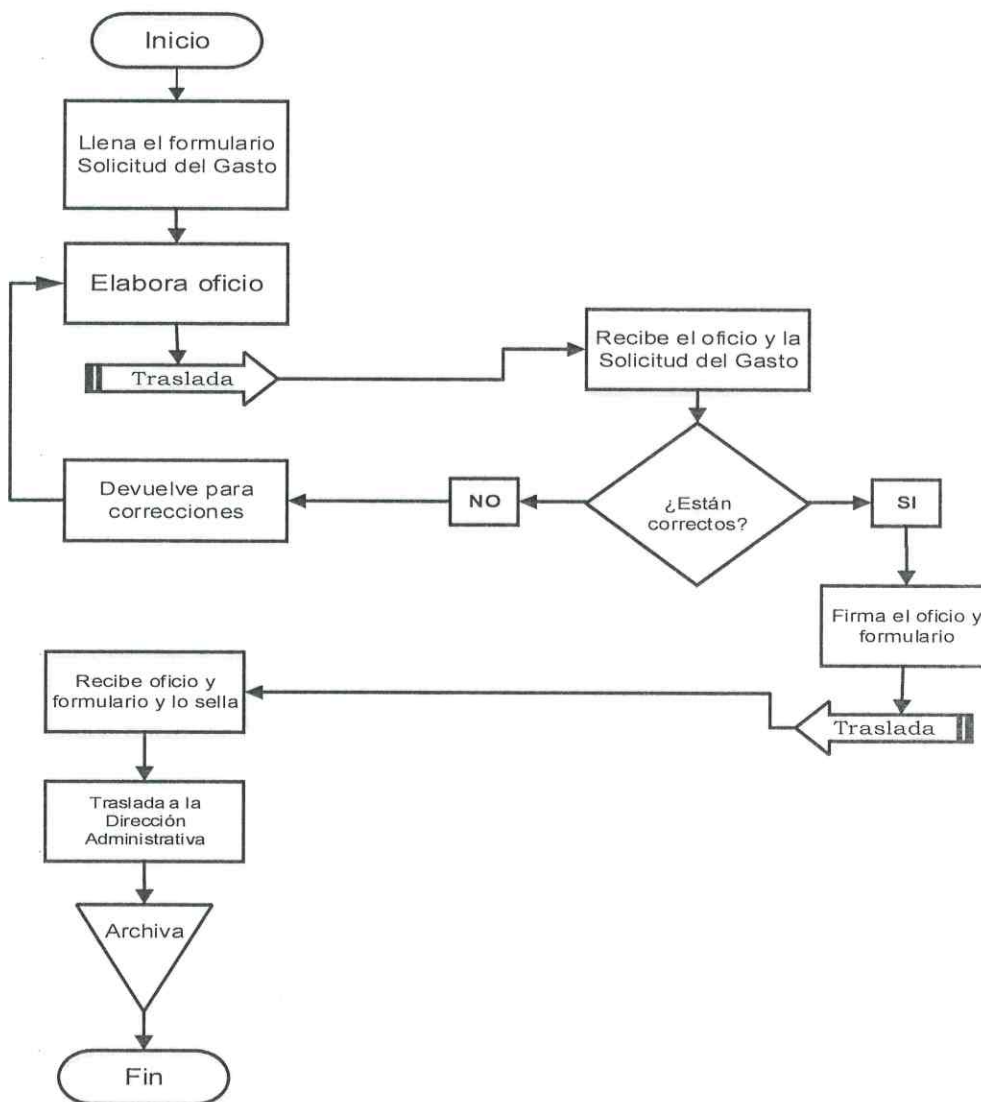 Inicio
Llena el formulario
Solicitud del Gasto
Elabora oficio
Traslada
Recibe el oficio y la
Solicitud del Gasto
¿Están
correctos?
NO
Devuelve para
correcciones
SI
Firma el oficio y
formulario
Traslada
Recibe oficio y
formulario y lo sella
Traslada a la
Dirección
Administrativa
Archiva
Fin